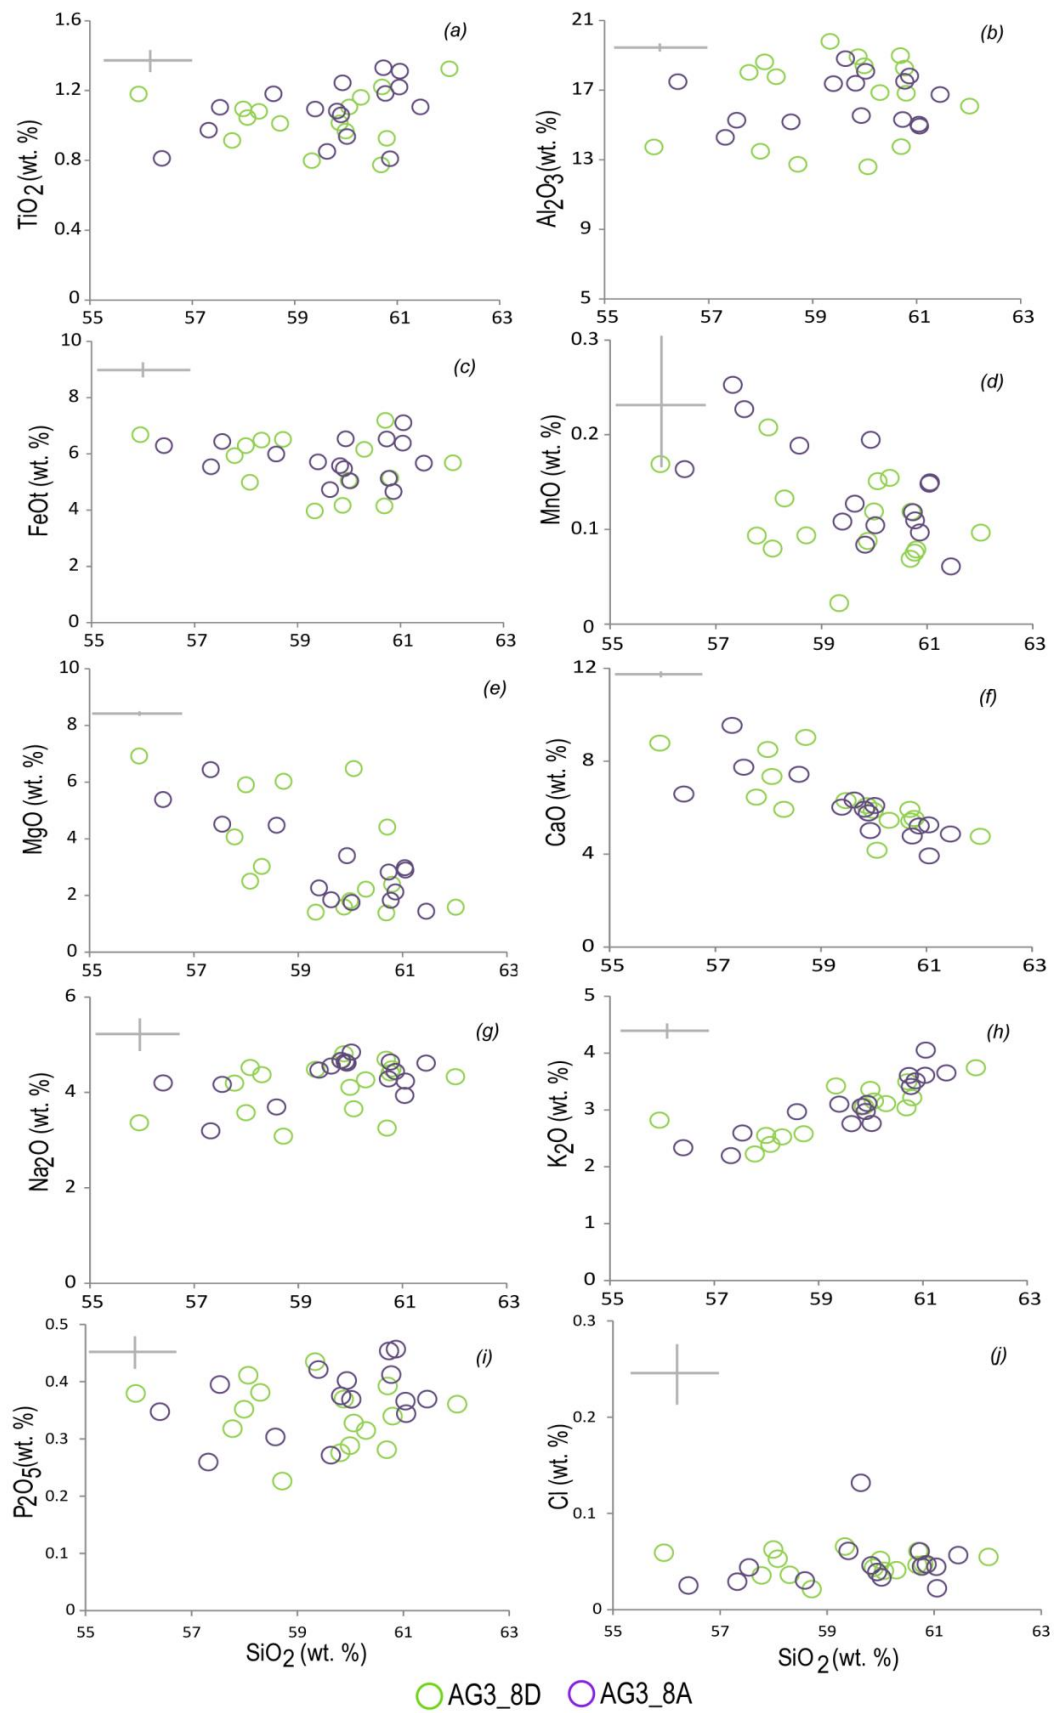 1.6
1.2
0.8
0.4
0
TiO2 (wt. %)
(a)
55 57 59 61 63
21
17
13
9
5
Al2O3 (wt. %)
(b)
55 57 59 61 63
10
8
6
4
2
0
FeOt (wt. %)
(c)
55 57 59 61 63
0.3
0.2
0.1
0
MnO (wt. %)
(d)
55 57 59 61 63
10
8
6
4
2
0
MgO (wt. %)
(e)
55 57 59 61 63
12
8
4
0
CaO (wt. %)
(f)
55 57 59 61 63
6
4
2
0
Na2O (wt. %)
(g)
55 57 59 61 63
5
4
3
2
1
0
K2O (wt. %)
(h)
55 57 59 61 63
0.5
0.4
0.3
0.2
0.1
0
P2O5 (wt. %)
(i)
55 57 59 61 63
SiO2 (wt. %)
0.3
0.2
0.1
0
Cl (wt. %)
(j)
55 57 59 61 63
SiO2 (wt. %)
AG3_8D AG3_8A